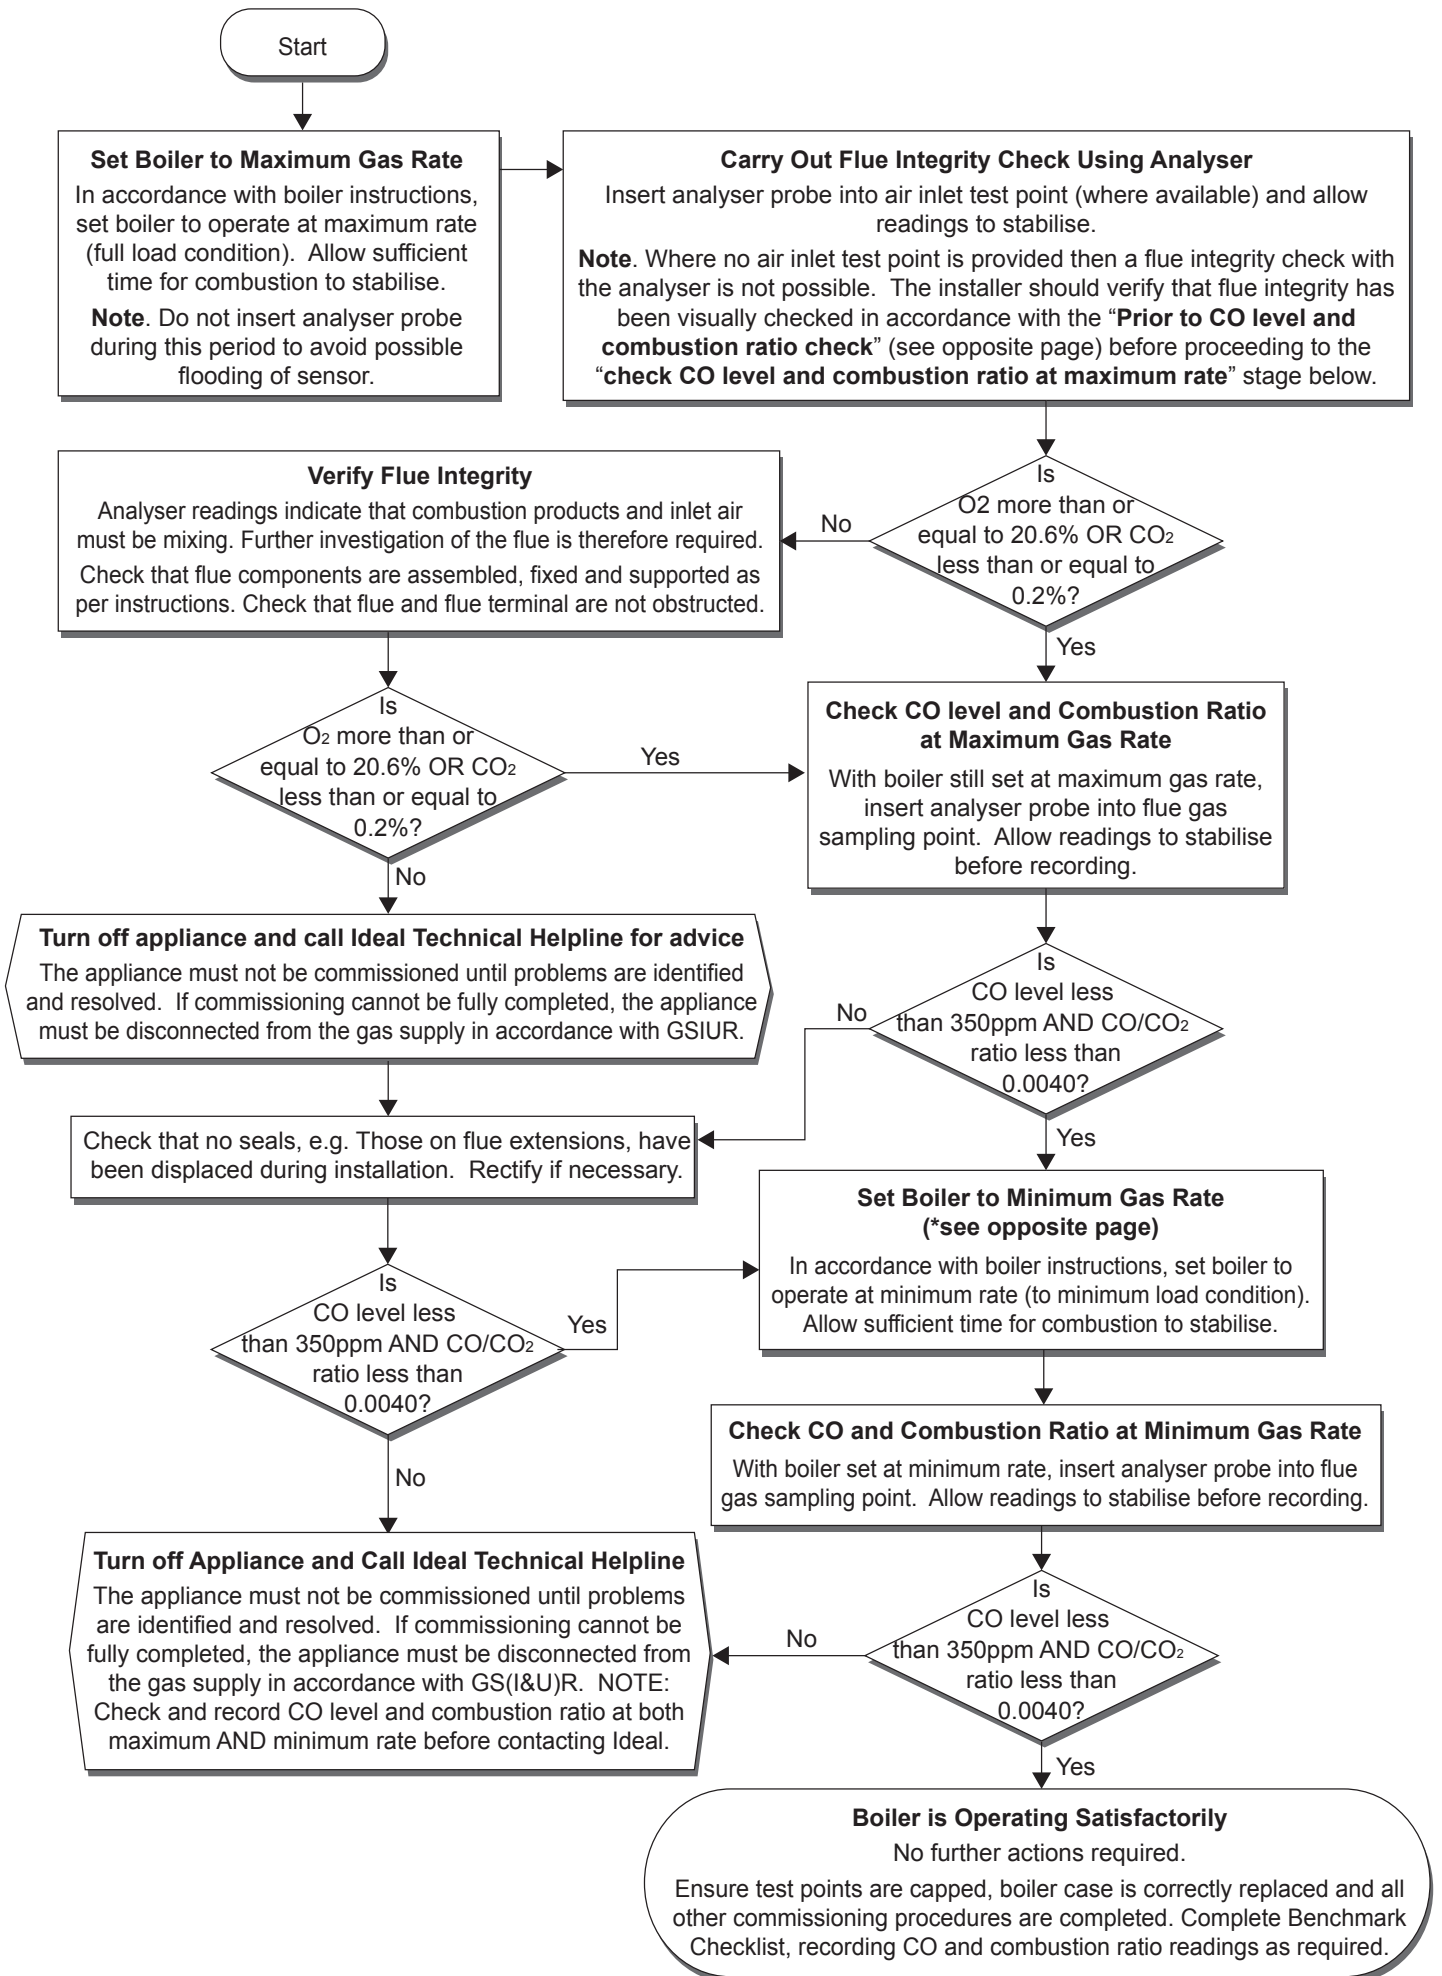 Start
Set Boiler to Maximum Gas Rate
In accordance with boiler instructions,
set boiler to operate at maximum rate
(full load condition).  Allow sufficient
time for combustion to stabilise.
Note. Do not insert analyser probe
during this period to avoid possible
flooding of sensor.
Carry Out Flue Integrity Check Using Analyser
Insert analyser probe into air inlet test point (where available) and allow
readings to stabilise.
Note. Where no air inlet test point is provided then a flue integrity check with
the analyser is not possible.  The installer should verify that flue integrity has
been visually checked in accordance with the “Prior to CO level and
combustion ratio check” (see opposite page) before proceeding to the
“check CO level and combustion ratio at maximum rate” stage below.
Is
O2 more than or
equal to 20.6% OR CO2
less than or equal to
0.2%?
No
Yes
Verify Flue Integrity
Analyser readings indicate that combustion products and inlet air
must be mixing. Further investigation of the flue is therefore required.
Check that flue components are assembled, fixed and supported as
per instructions. Check that flue and flue terminal are not obstructed.
Is
O2 more than or
equal to 20.6% OR CO2
less than or equal to
0.2%?
Yes
No
Check CO level and Combustion Ratio
at Maximum Gas Rate
With boiler still set at maximum gas rate,
insert analyser probe into flue gas
sampling point.  Allow readings to stabilise
before recording.
Turn off appliance and call Ideal Technical Helpline for advice
The appliance must not be commissioned until problems are identified
and resolved.  If commissioning cannot be fully completed, the appliance
must be disconnected from the gas supply in accordance with GSIUR.
Is
CO level less
than 350ppm AND CO/CO2
ratio less than
0.0040?
No
Yes
Check that no seals, e.g. Those on flue extensions, have
been displaced during installation.  Rectify if necessary.
Set Boiler to Minimum Gas Rate
(*see opposite page)
In accordance with boiler instructions, set boiler to
operate at minimum rate (to minimum load condition).
Allow sufficient time for combustion to stabilise.
Is
CO level less
than 350ppm AND CO/CO2
ratio less than
0.0040?
Yes
No
Check CO and Combustion Ratio at Minimum Gas Rate
With boiler set at minimum rate, insert analyser probe into flue
gas sampling point.  Allow readings to stabilise before recording.
Turn off Appliance and Call Ideal Technical Helpline
The appliance must not be commissioned until problems
are identified and resolved.  If commissioning cannot be
fully completed, the appliance must be disconnected from
the gas supply in accordance with GS(I&U)R.  NOTE:
Check and record CO level and combustion ratio at both
maximum AND minimum rate before contacting Ideal.
Is
CO level less
than 350ppm AND CO/CO2
ratio less than
0.0040?
No
Yes
Boiler is Operating Satisfactorily
No further actions required.
Ensure test points are capped, boiler case is correctly replaced and all
other commissioning procedures are completed. Complete Benchmark
Checklist, recording CO and combustion ratio readings as required.